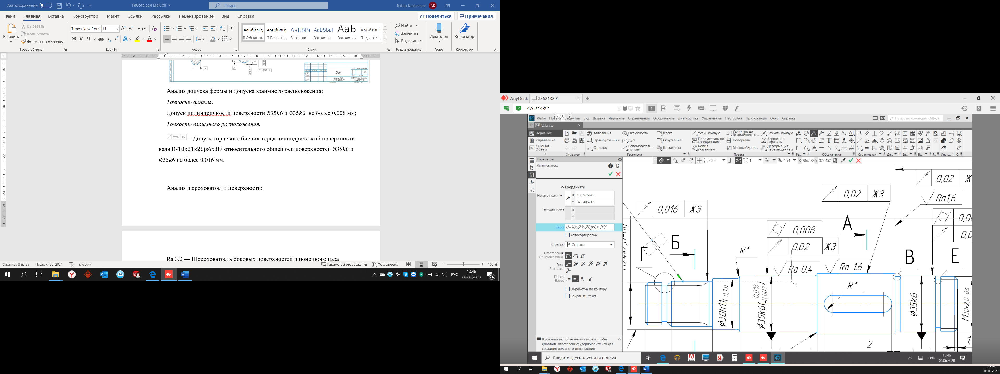 Автосохранение
Работа вал EralCoil
Поиск
Nikita Kuznetsov NK
Файл Главная Вставка Конструктор Макет Ссылки Рассылки Рецензирование Вид Справка
Поделиться Примечания
Вставить
Вырезать
Копировать
Формат по образцу
Буфер обмена
Times New Roi 14
Шрифт
Абзац
АаБбВвГг, АаБбВвГг, АаБбВвГ АаБбВвГ Аab АаБбВвГг
¶ Обычный ¶ Без инт... Заголово... Заголово... Заголовок Подзагол...
Стили
Найти
Заменить
Выделить
Редактирование
Диктофон
Голос
Корректор
Корректор
Вал
Сталь 40Х
ГОСТ 4543-71
Анализ допуска формы и допуска взаимного расположения:
Точность формы.
Допуск цилиндричности поверхности Ø35k6 и Ø35k6 не более 0,008 мм;
Точность взаимного расположения.
0,016 Ж3 - Допуск торцевого биения торца цилиндрический поверхности
вала D-10x21x26js6x3f7 относительного общей оси поверхностей Ø35k6 и
Ø35k6 не более 0,016 мм.
Анализ шероховатости поверхности:
Ra 3.2 — Шероховатость боковых поверхностей шпоночного паза
Страница 3 из 25 Число слов: 2024 русский
Параметры отображения Фокусировка 100 %
РУС 13:46
06.06.2020
24
AnyDesk 376213891
376213891
Файл Правка Выделить Вид Вставка Черчение Ограничения Оформление Диагностика Управление Настройка Приложения Окно Справка
Поиск по командам (Alt+/)
Val.cdw
Черчение
Управление
КОМПАС-Объект
Системная
Автолиния Окружность Фаска
Прямоугольник Дуга Скругление
Отрезок Вспомогатель... прямая Штриховка
Геометрия
Усечь кривую Удлинить до ближайшего о... Разбить кривую
Переместить по координатам Повернуть Зеркально отразить
Копия указанием Масштабиров... Деформация перемещением
Правка
Ра... Обозначения Ограничения Ди... Ви... Вс... Р... Инстр... О.
Параметры
СК 0 1 1.54 X 286.482 Y 322.452
Линия-выноска
Координаты
Начало полки X 185.575675
Y 371.405212
Текущая точка X
Y
Текст D-10x21x26js6x3f7
Автосортировка
Стрелка: Стрелка
Ответвления:
От начала полки
Знак:
Без знака
Полка:
Влево
Обработка по контуру
Сохранять текст
Щелкните по точке начала полки, чтобы
добавить ответвление; удерживайте Ctrl для
создания ломаного ответвления
0,02 Ж
0,02 Ж3
Ra1,6
0,016 Ж3
0,008
0,02 Ж3
А
Б
Г
R*
Ra 0.4
Ra 1.6
В
Е
R*
Ø30h11(-0,13)
Ø35k6(+0,018 +0,002)
Ø35k6
M30x2,0-6g
2
Введите здесь текст для поиска
ENG 15:46
06.06.2020
13:46
06.06.2020